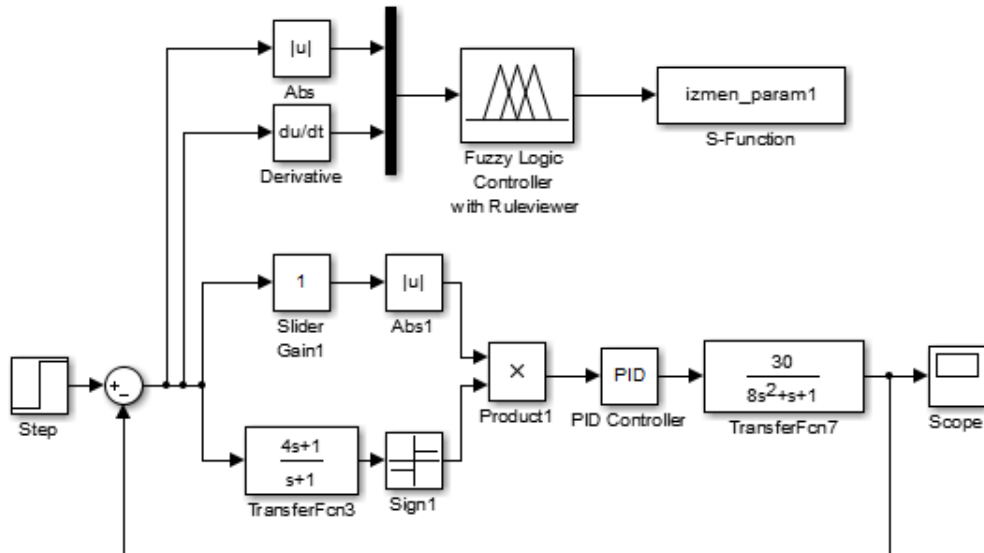 |u|
Abs
du/dt
Derivative
Fuzzy Logic
Controller
with Ruleviewer
izmen_param1
S-Function
1
Slider
Gain1
|u|
Abs1
Step
+
−
4s+1
s+1
TransferFcn3
Sign1
×
Product1
PID
PID Controller
30
8s²+s+1
TransferFcn7
Scope